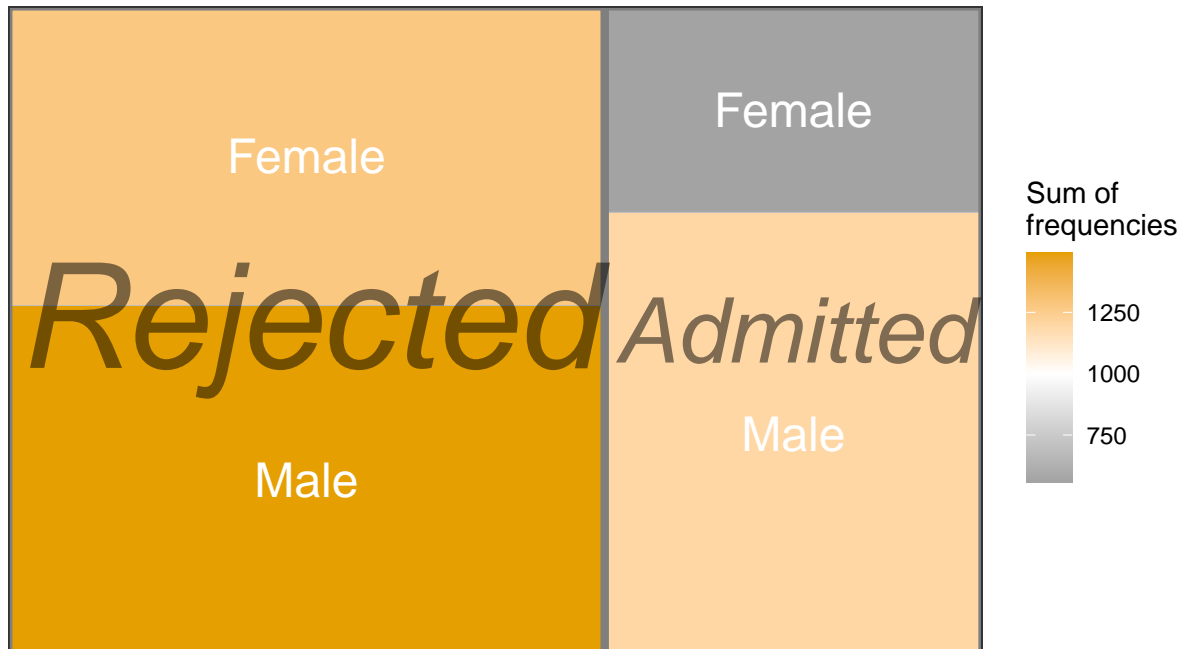 Female
Rejected
Male
Female
Admitted
Male
Sum of
frequencies
1250
1000
750